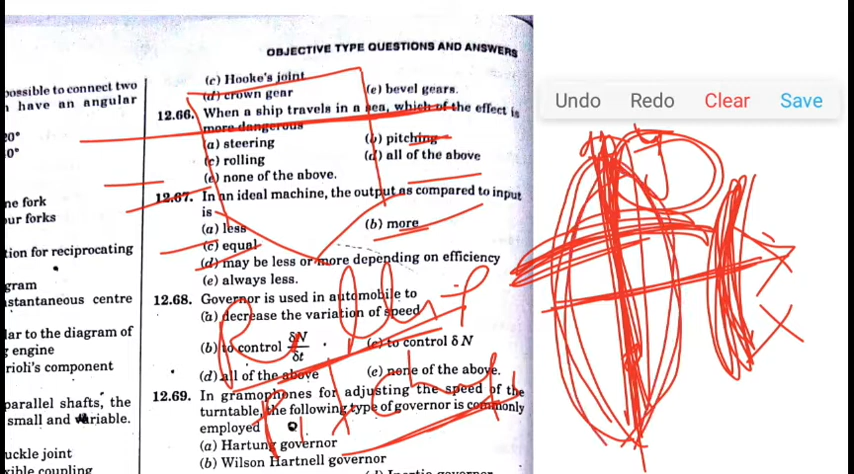 OBJECTIVE TYPE QUESTIONS AND ANSWERS
possible to connect two
have an angular
20°
0°
ne fork
ur forks
tion for reciprocating
gram
stantaneous centre
lar to the diagram of
engine
rioli's component
parallel shafts, the
small and variable.
uckle joint
xible coupling
(c) Hooke's joint
(d) crown gear (e) bevel gears.
12.66. When a ship travels in a sea, which of the effect is
more dangerous
(a) steering (b) pitching
(c) rolling (d) all of the above
(e) none of the above.
12.67. In an ideal machine, the output as compared to input
is
(a) less (b) more
(c) equal
(d) may be less or more depending on efficiency
(e) always less.
12.68. Governor is used in automobile to
(a) decrease the variation of speed
(b) to control δN/δt (c) to control δ N
(d) all of the above (e) none of the above.
12.69. In gramophones for adjusting the speed of the
turntable, the following type of governor is commonly
employed
(a) Hartung governor
(b) Wilson Hartnell governor
Undo Redo Clear Save